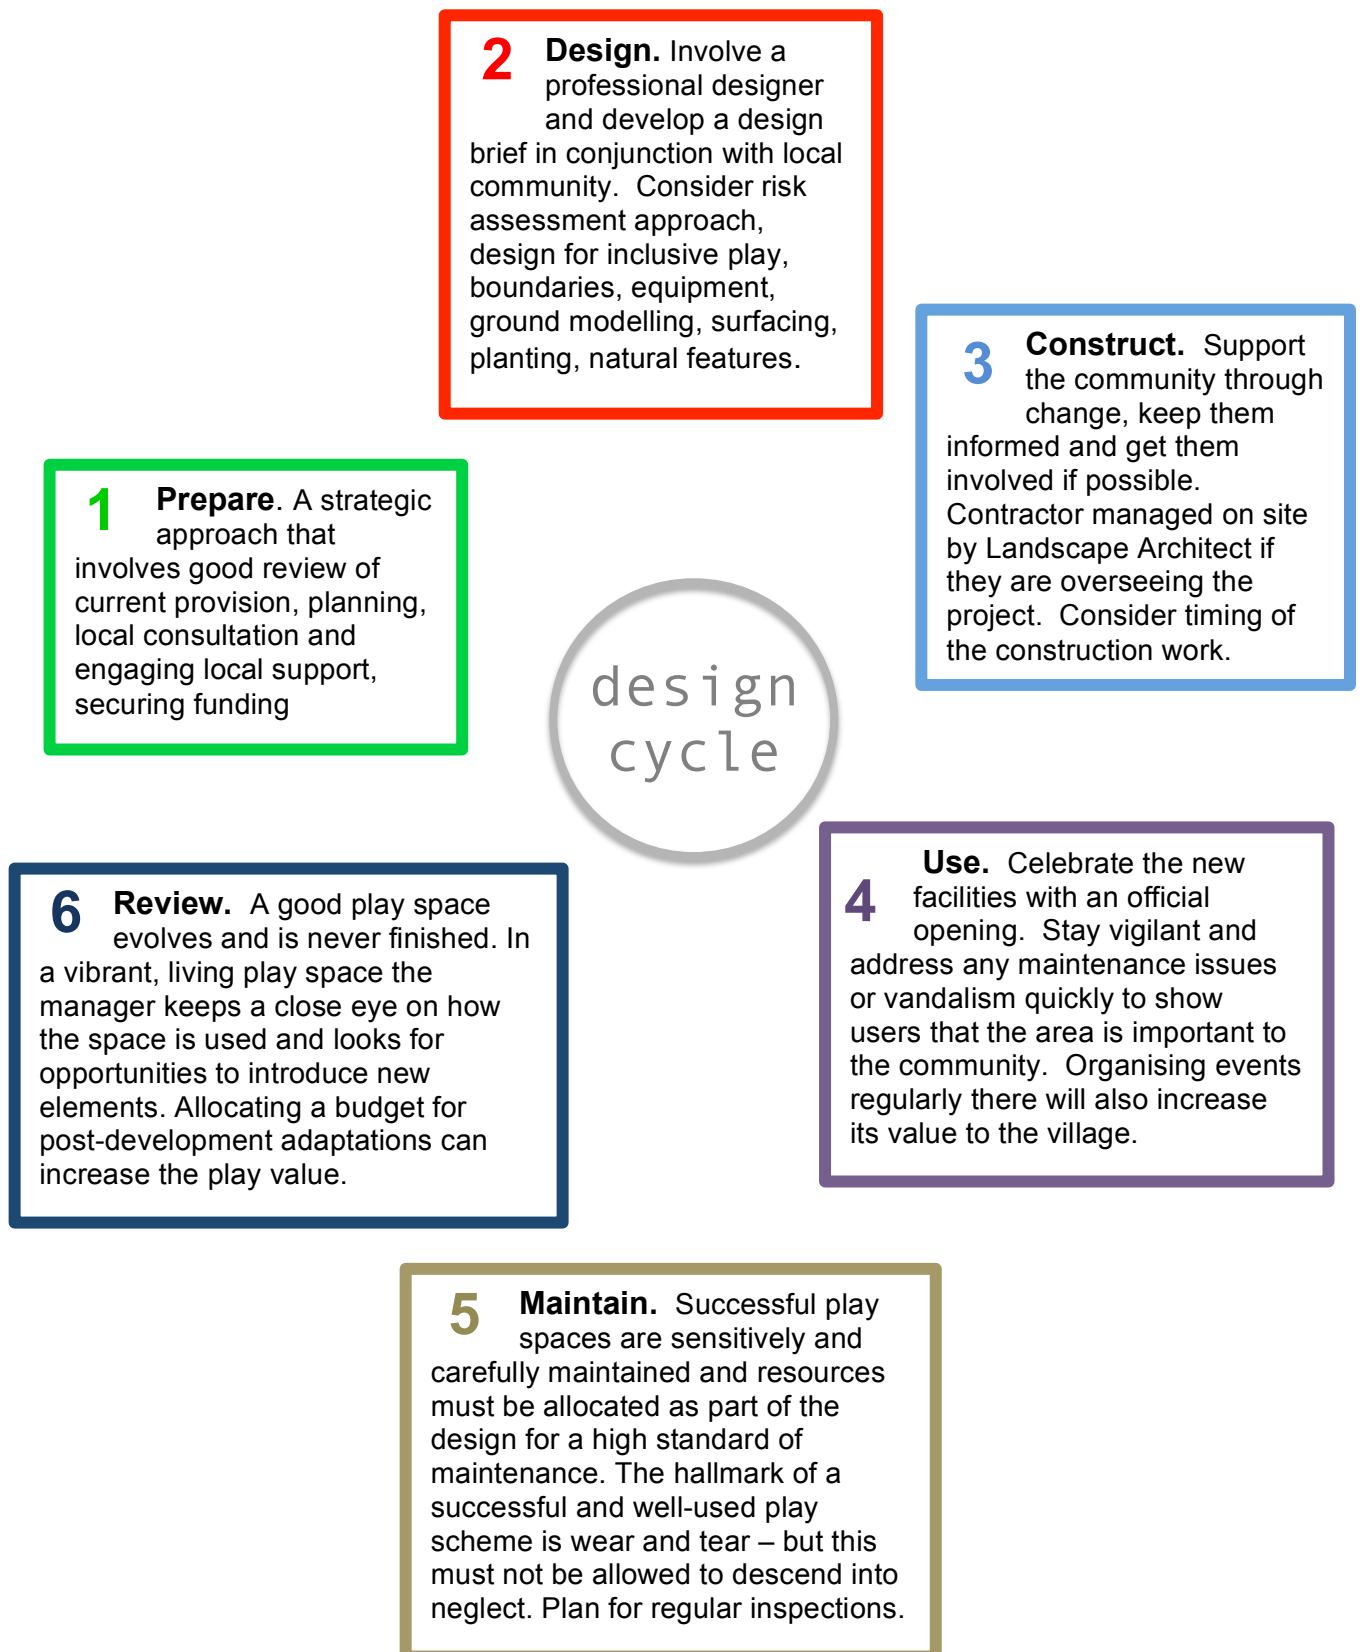 2 Design. Involve a
professional designer
and develop a design
brief in conjunction with local
community.  Consider risk
assessment approach,
design for inclusive play,
boundaries, equipment,
ground modelling, surfacing,
planting, natural features.
3 Construct.  Support
the community through
change, keep them
informed and get them
involved if possible.
Contractor managed on site
by Landscape Architect if
they are overseeing the
project.  Consider timing of
the construction work.
1 Prepare. A strategic
approach that
involves good review of
current provision, planning,
local consultation and
engaging local support,
securing funding
design
cycle
4 Use.  Celebrate the new
facilities with an official
opening.  Stay vigilant and
address any maintenance issues
or vandalism quickly to show
users that the area is important to
the community.  Organising events
regularly there will also increase
its value to the village.
6 Review.  A good play space
evolves and is never finished. In
a vibrant, living play space the
manager keeps a close eye on how
the space is used and looks for
opportunities to introduce new
elements. Allocating a budget for
post-development adaptations can
increase the play value.
5 Maintain.  Successful play
spaces are sensitively and
carefully maintained and resources
must be allocated as part of the
design for a high standard of
maintenance. The hallmark of a
successful and well-used play
scheme is wear and tear – but this
must not be allowed to descend into
neglect. Plan for regular inspections.